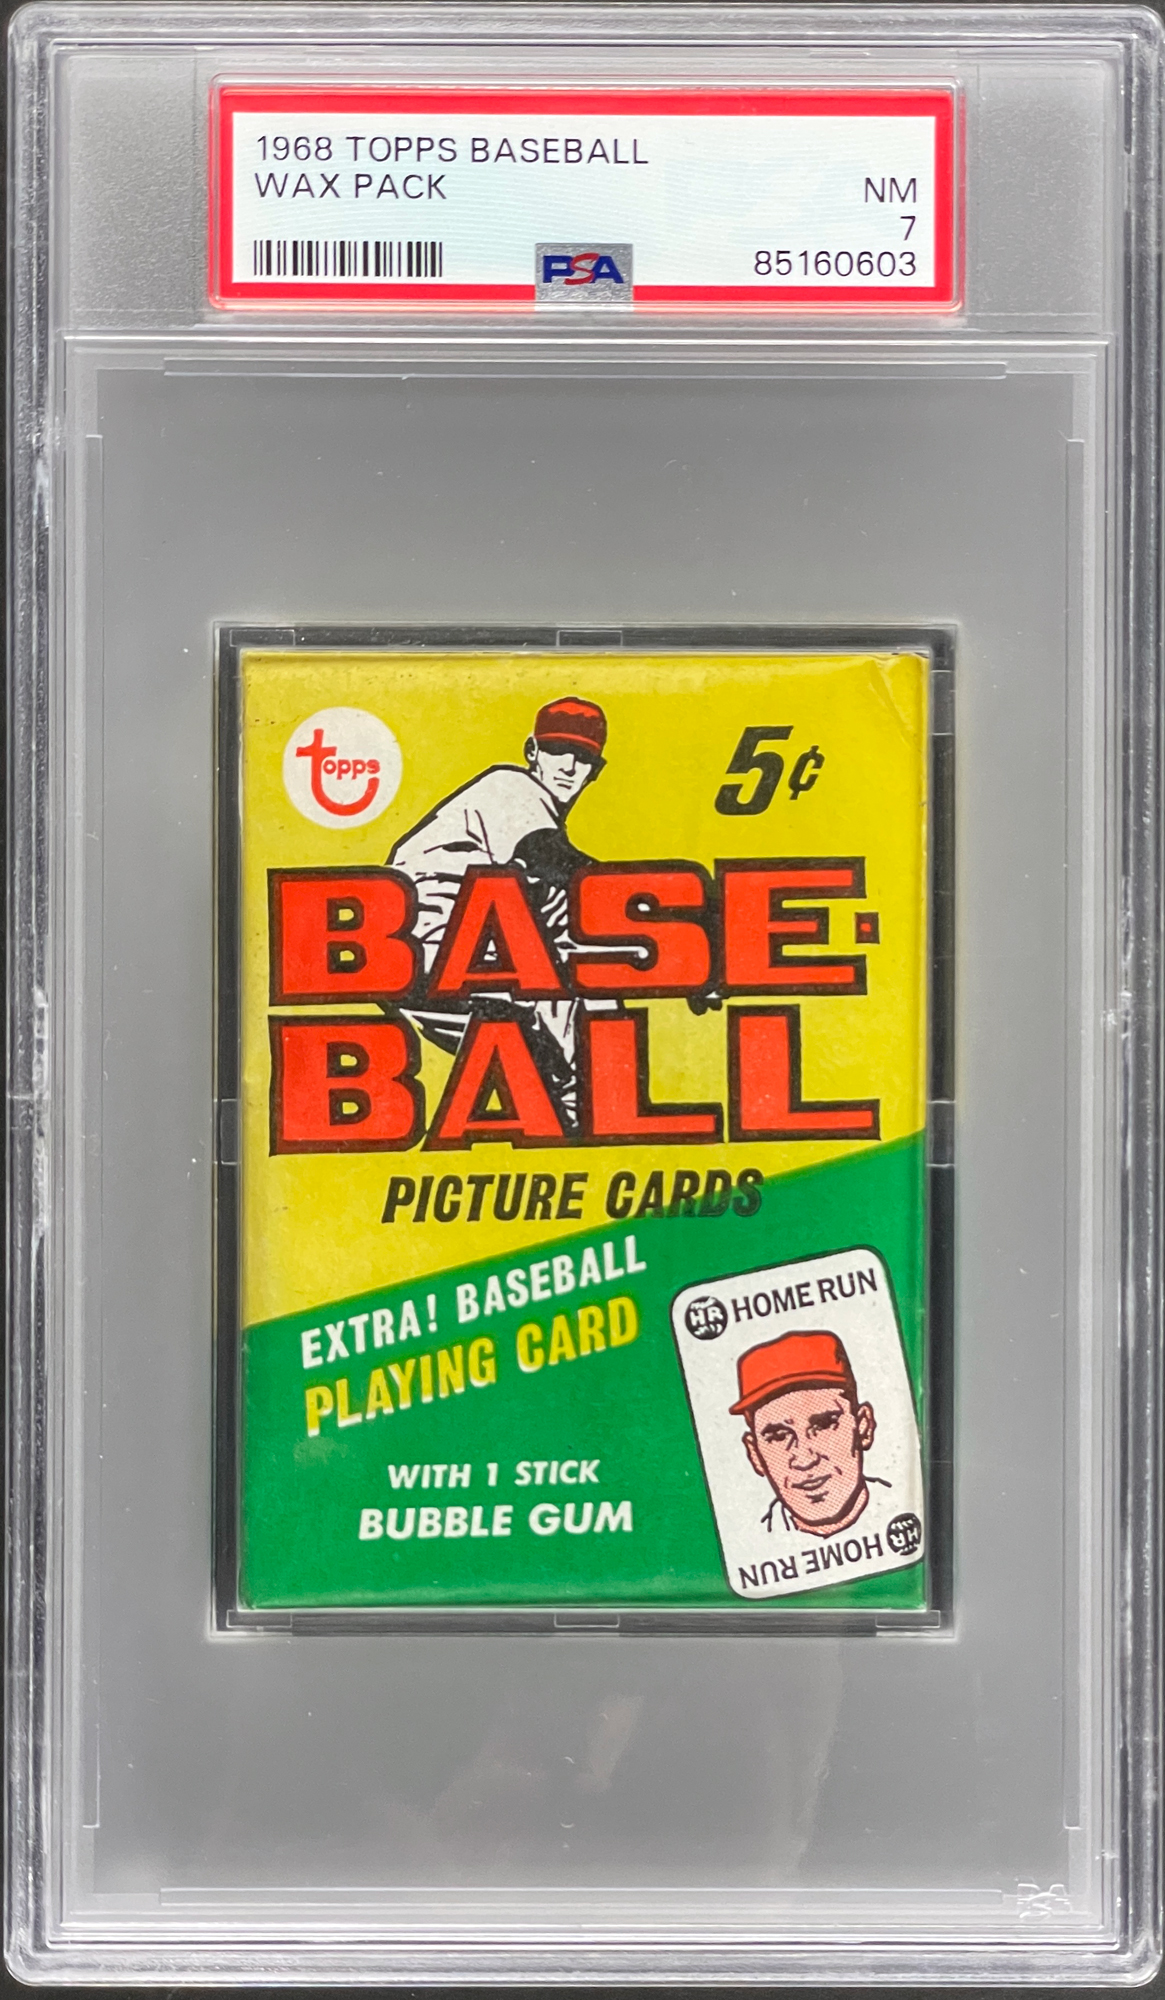 1968 TOPPS BASEBALL
WAX PACK
NM
7
85160603
PSA
Topps
5¢
BASE-
BALL
PICTURE CARDS
EXTRA! BASEBALL
PLAYING CARD
WITH 1 STICK
BUBBLE GUM
HR HOME RUN
HR HOME RUN
PSA